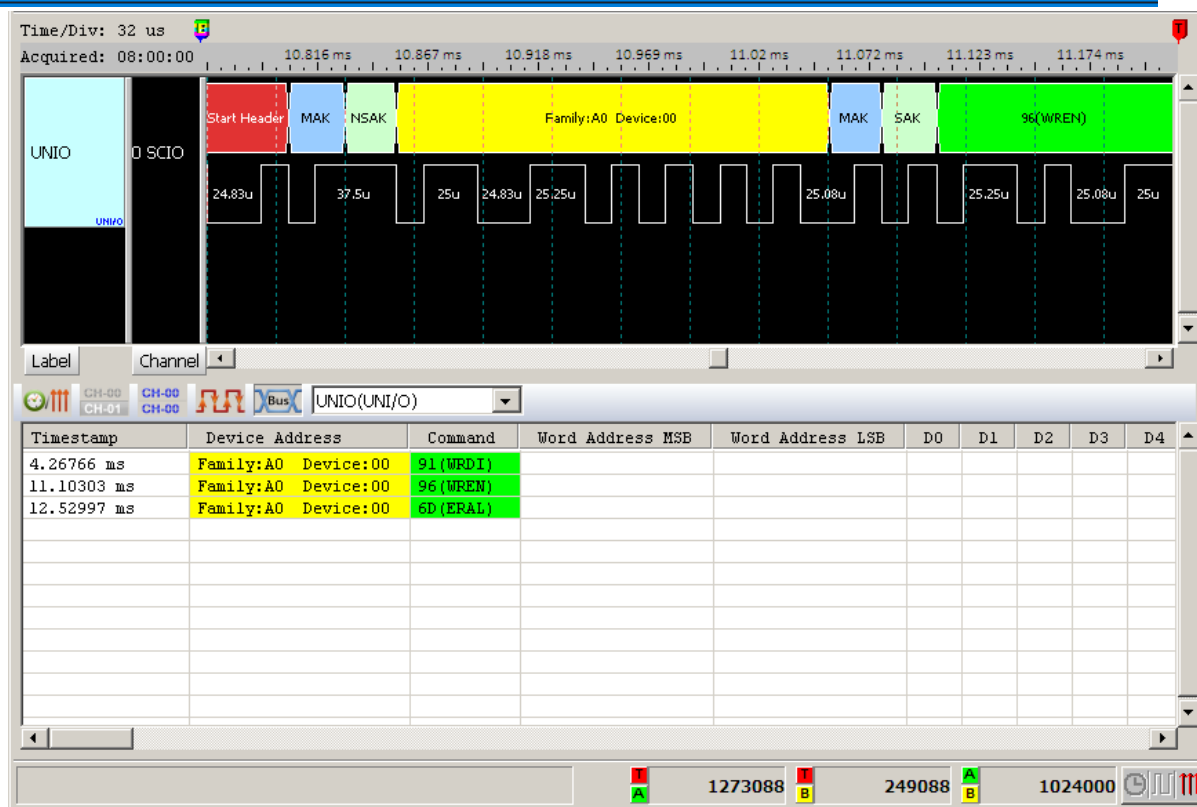 Time/Div: 32 us
B
T
Acquired: 08:00:00
10.816 ms 10.867 ms 10.918 ms 10.969 ms 11.02 ms 11.072 ms 11.123 ms 11.174 ms
Start Header MAK NSAK Family:A0 Device:00 MAK SAK 96(WREN)
UNIO 0 SCIO
24.83u 37.5u 25u 24.83u 25.25u 25.08u 25.25u 25.08u 25u
UNI/O
Label Channel
CH-00 CH-00
CH-01 CH-00
Bus UNIO(UNI/O)
Timestamp Device Address Command Word Address MSB Word Address LSB D0 D1 D2 D3 D4
4.26766 ms Family:A0 Device:00 91(WRDI)
11.10303 ms Family:A0 Device:00 96(WREN)
12.52997 ms Family:A0 Device:00 6D(ERAL)
T A 1273088 T B 249088 A B 1024000